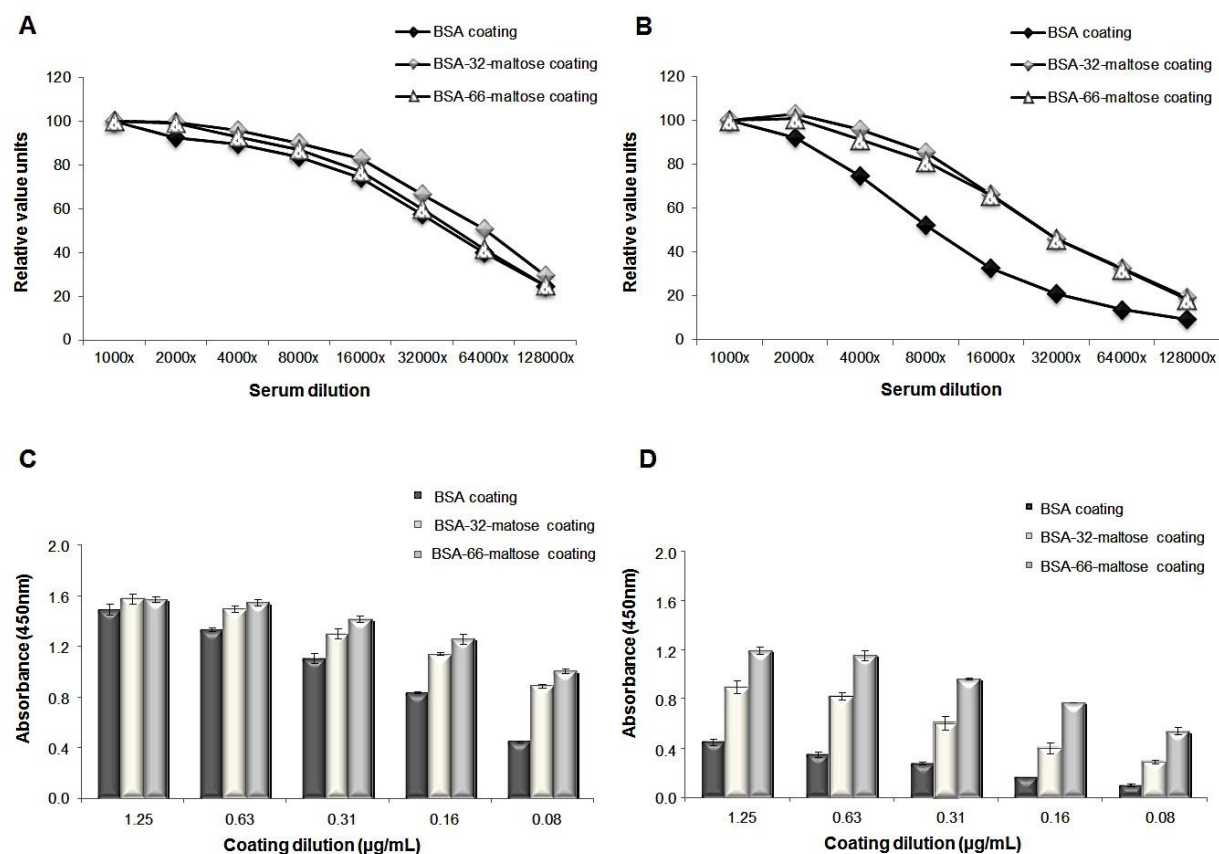 A
BSA coating
BSA-32-maltose coating
BSA-66-maltose coating
120
100
80
60
40
20
0
Relative value units
1000x 2000x 4000x 8000x 16000x 32000x 64000x 128000x
Serum dilution
B
BSA coating
BSA-32-maltose coating
BSA-66-maltose coating
120
100
80
60
40
20
0
Relative value units
1000x 2000x 4000x 8000x 16000x 32000x 64000x 128000x
Serum dilution
C
BSA coating
BSA-32-matose coating
BSA-66-maltose coating
2.0
1.6
1.2
0.8
0.4
0.0
Absorbance (450nm)
1.25 0.63 0.31 0.16 0.08
Coating dilution (µg/mL)
D
BSA coating
BSA-32-maltose coating
BSA-66-maltose coating
2.0
1.6
1.2
0.8
0.4
0.0
Absorbance (450nm)
1.25 0.63 0.31 0.16 0.08
Coating dilution (µg/mL)